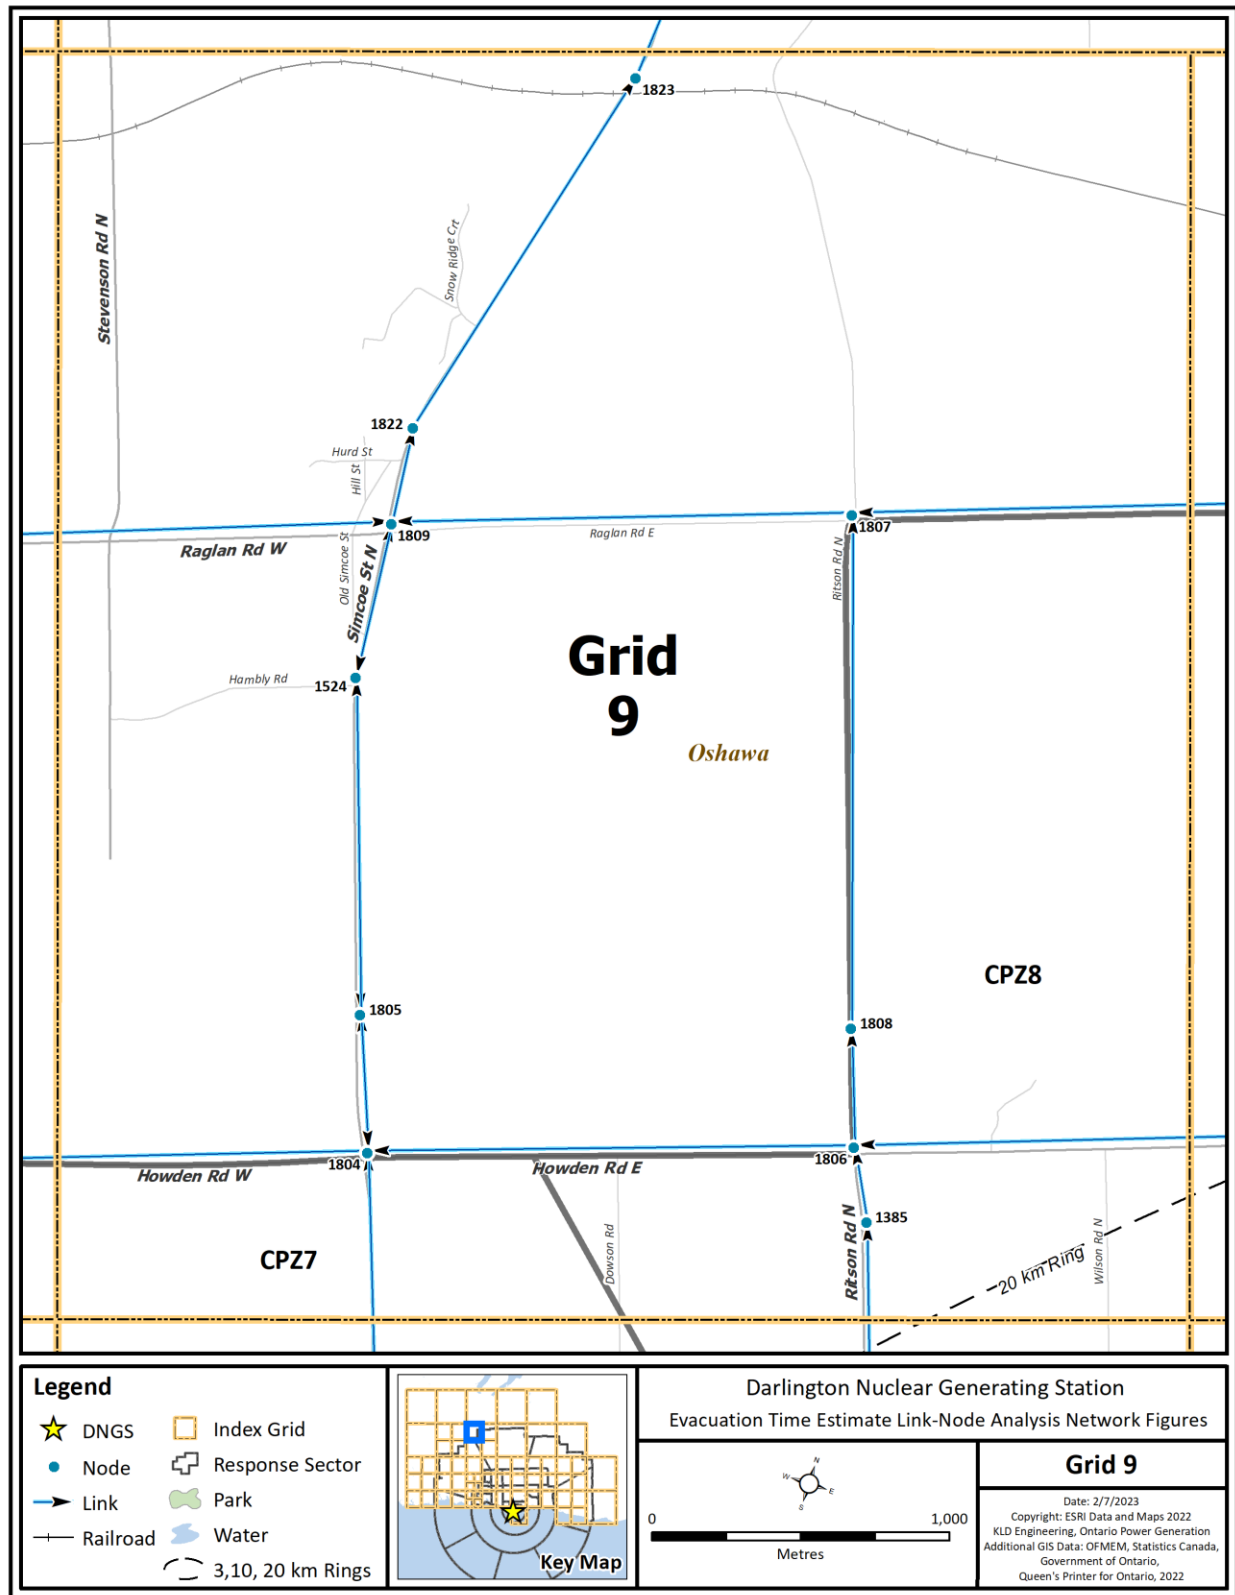 1823
Stevenson Rd N
Snow Ridge Crt
1822
Hurd St
Hill St
1809
1807
Raglan Rd W
Raglan Rd E
Old Simcoe St
Simcoe St N
Ritson Rd N
Grid
9
Hambly Rd
1524
Oshawa
CPZ8
1805
1808
1804
1806
Howden Rd W
Howden Rd E
1385
CPZ7
Dowson Rd
Ritson Rd N
20 km Ring
Wilson Rd N
Legend
DNGS
Index Grid
Node
Response Sector
Link
Park
Railroad
Water
3,10, 20 km Rings
Key Map
Darlington Nuclear Generating Station
Evacuation Time Estimate Link-Node Analysis Network Figures
N
W
E
S
0
1,000
Metres
Grid 9
Date: 2/7/2023
Copyright: ESRI Data and Maps 2022
KLD Engineering, Ontario Power Generation
Additional GIS Data: OFMEM, Statistics Canada,
Government of Ontario,
Queen's Printer for Ontario, 2022